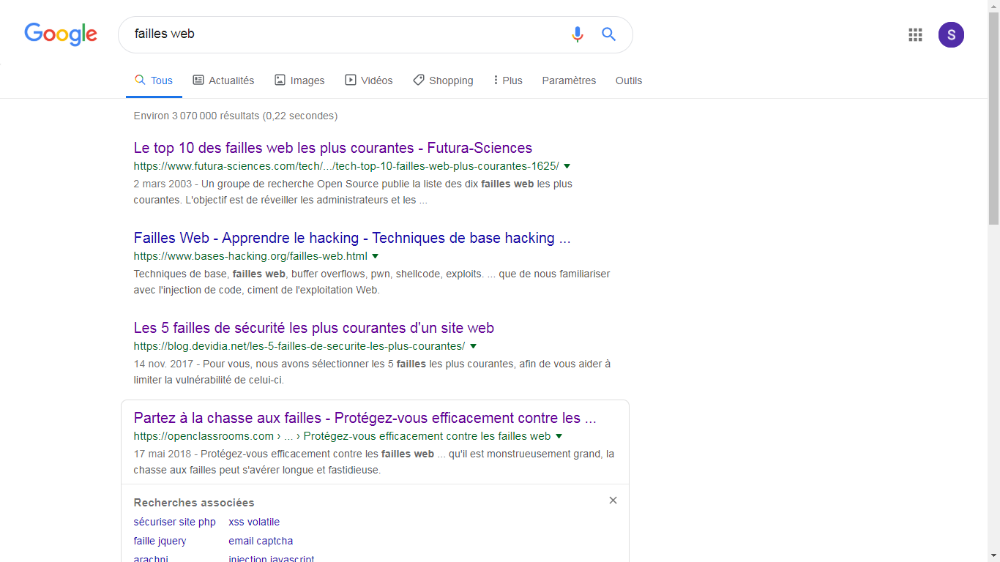 Google
failles web
S
Tous Actualités Images Vidéos Shopping Plus Paramètres Outils
Environ 3 070 000 résultats (0,22 secondes)
Le top 10 des failles web les plus courantes - Futura-Sciences
https://www.futura-sciences.com/tech/.../tech-top-10-failles-web-plus-courantes-1625/
2 mars 2003 - Un groupe de recherche Open Source publie la liste des dix failles web les plus
courantes. L'objectif est de réveiller les administrateurs et les ...
Failles Web - Apprendre le hacking - Techniques de base hacking ...
https://www.bases-hacking.org/failles-web.html
Techniques de base, failles web, buffer overflows, pwn, shellcode, exploits. ... que de nous familiariser
avec l'injection de code, ciment de l'exploitation Web.
Les 5 failles de sécurité les plus courantes d'un site web
https://blog.devidia.net/les-5-failles-de-securite-les-plus-courantes/
14 nov. 2017 - Pour vous, nous avons sélectionner les 5 failles les plus courantes, afin de vous aider à
limiter la vulnérabilité de celui-ci.
Partez à la chasse aux failles - Protégez-vous efficacement contre les ...
https://openclassrooms.com › ... › Protégez-vous efficacement contre les failles web
17 mai 2018 - Protégez-vous efficacement contre les failles web ... qu'il est monstrueusement grand, la
chasse aux failles peut s'avérer longue et fastidieuse.
Recherches associées
sécuriser site php xss volatile
faille jquery email captcha
arachni injection javascript